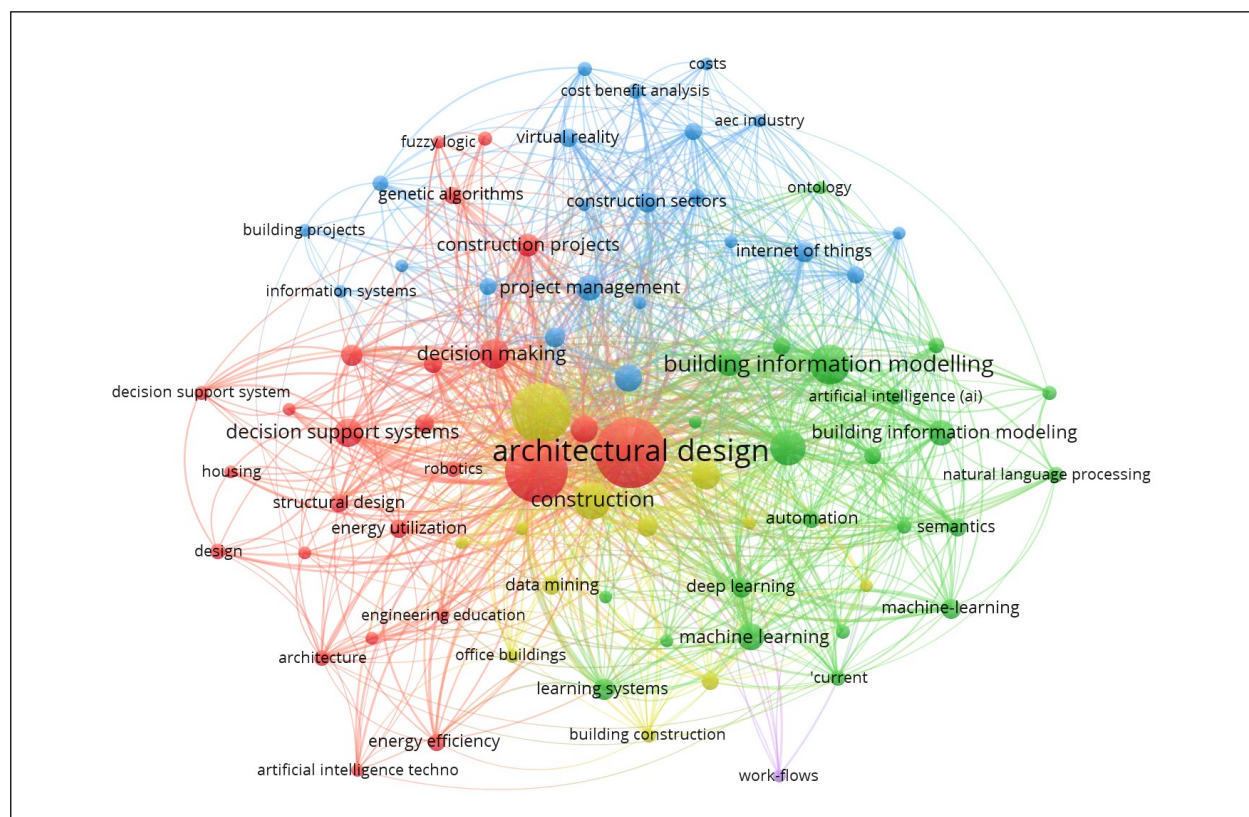 costs
cost benefit analysis
aec industry
virtual reality
fuzzy logic
ontology
genetic algorithms
construction sectors
building projects
construction projects
internet of things
information systems
project management
decision making
building information modelling
decision support system
artificial intelligence (ai)
decision support systems
building information modeling
architectural design
housing
robotics
natural language processing
structural design
construction
energy utilization
automation
semantics
design
data mining
deep learning
machine-learning
engineering education
machine learning
architecture
office buildings
'current
learning systems
energy efficiency
building construction
artificial intelligence techno
work-flows